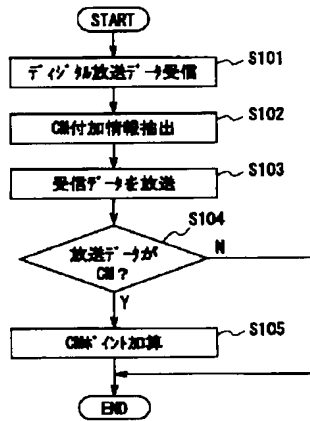 START
S101
ディジタル放送データ受信
S102
CM付加情報抽出
S103
受信データを放送
S104
放送データが
CM?
N
Y
S105
CMポイント加算
END